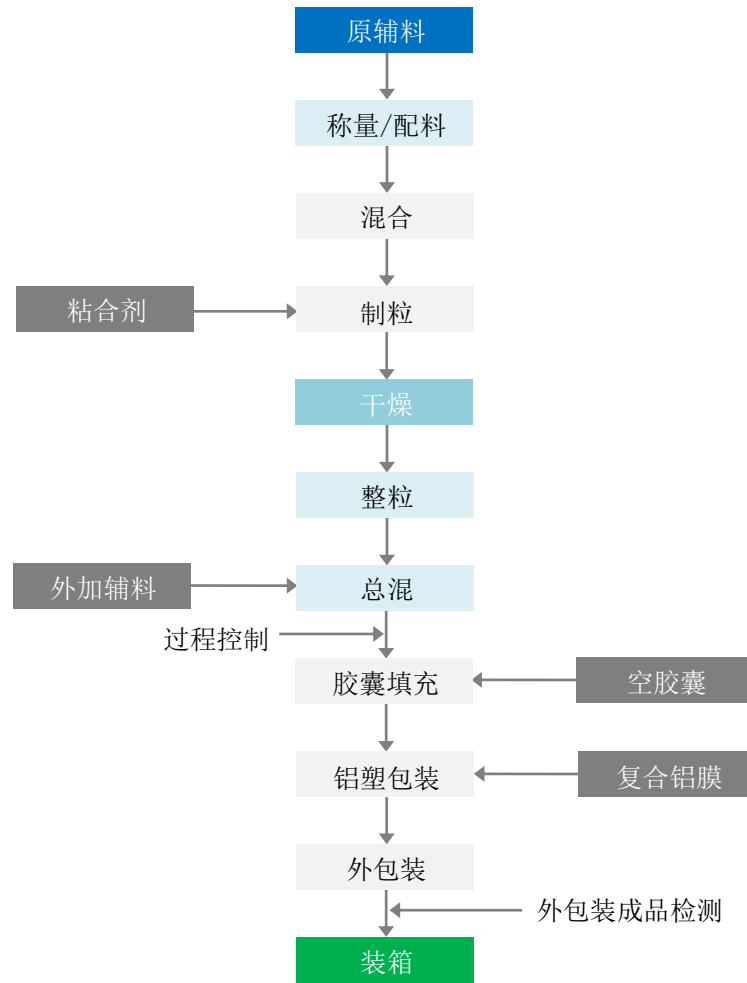 原辅料
称量/配料
混合
粘合剂
制粒
干燥
整粒
外加辅料
总混
过程控制
胶囊填充
空胶囊
铝塑包装
复合铝膜
外包装
外包装成品检测
装箱